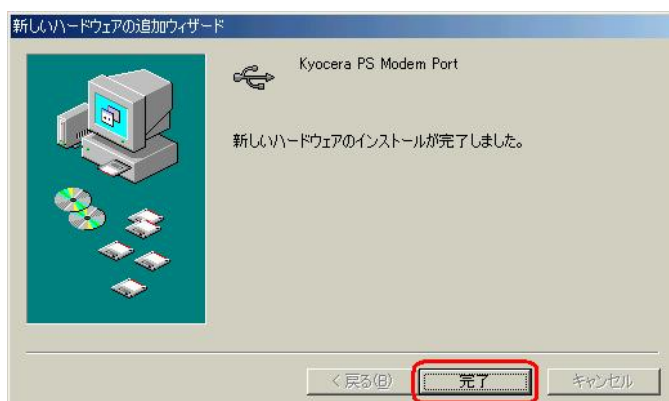 新しいハードウェアの追加ウィザード
Kyocera PS Modem Port
新しいハードウェアのインストールが完了しました。
< 戻る(B)
完了
キャンセル